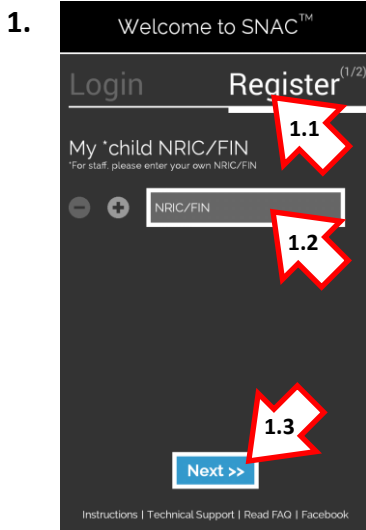 1.
Welcome to SNAC™
Login Register (1/2)
1.1
My *child NRIC/FIN
*For staff, please enter your own NRIC/FIN
NRIC/FIN
1.2
1.3
Next >>
Instructions | Technical Support | Read FAQ | Facebook